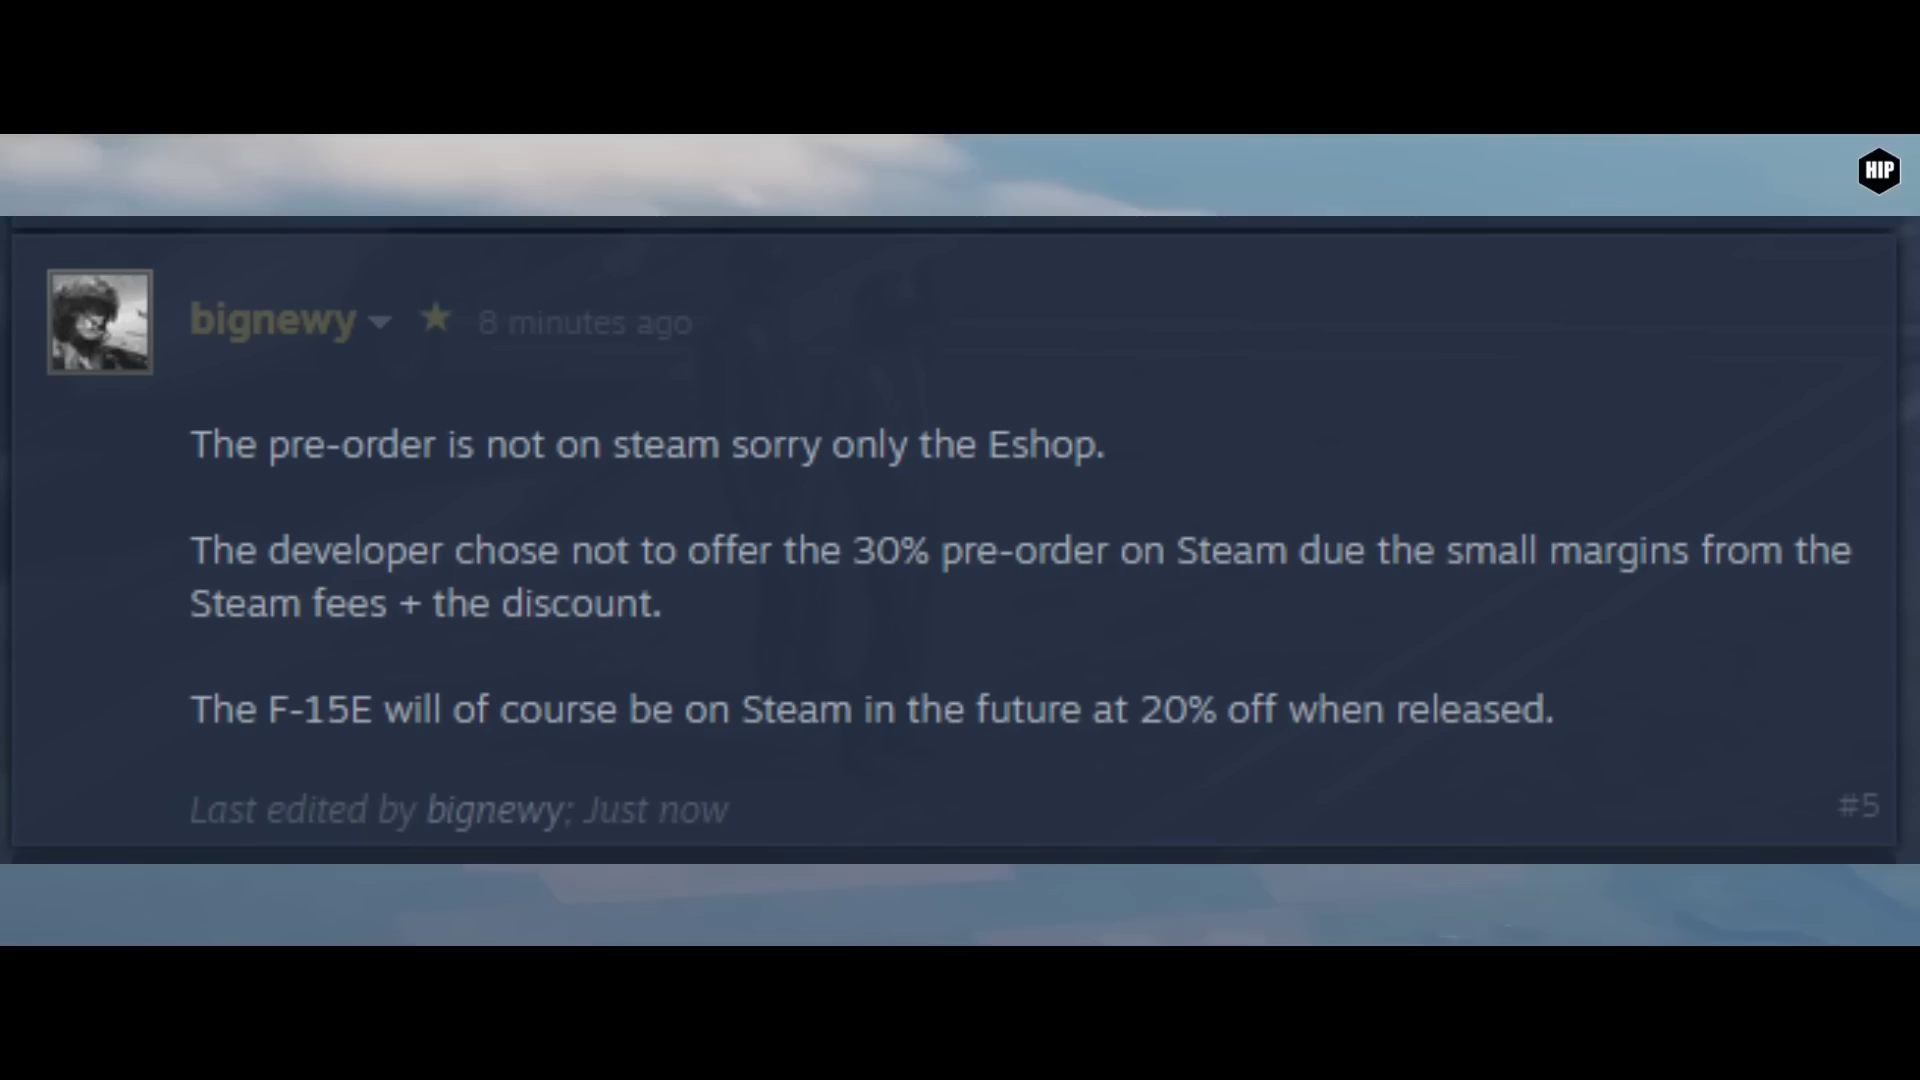 HIP
bignewy ★ 8 minutes ago
The pre-order is not on steam sorry only the Eshop.
The developer chose not to offer the 30% pre-order on Steam due the small margins from the
Steam fees + the discount.
The F-15E will of course be on Steam in the future at 20% off when released.
Last edited by bignewy; Just now
#5